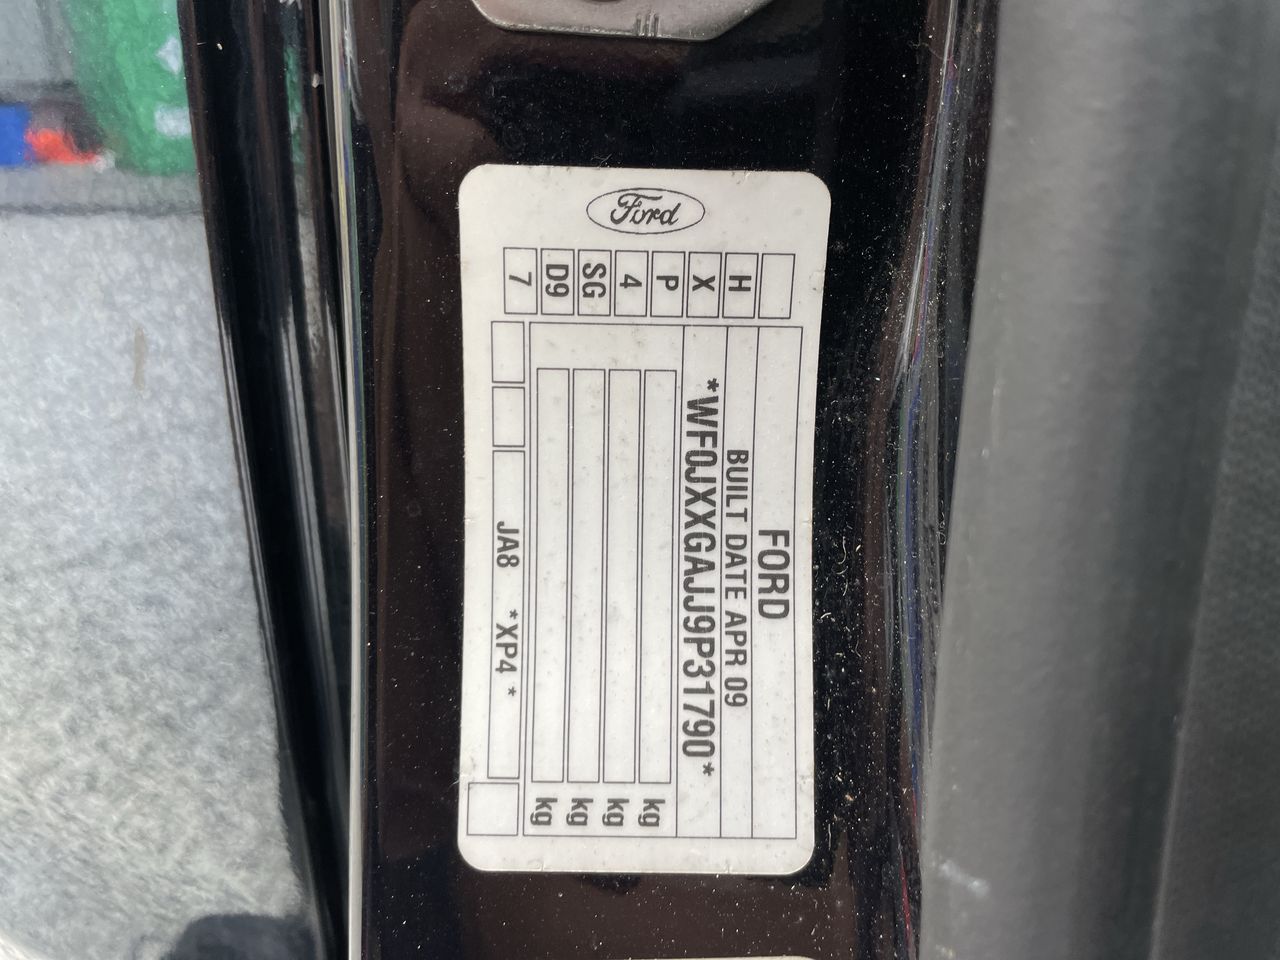 Ford
FORD
BUILT DATE APR 09
*WF0JXXGAJJ9P31790*
kg
kg
kg
kg
JA8 *XP4 *
H
X
P
4
SG
D9
7